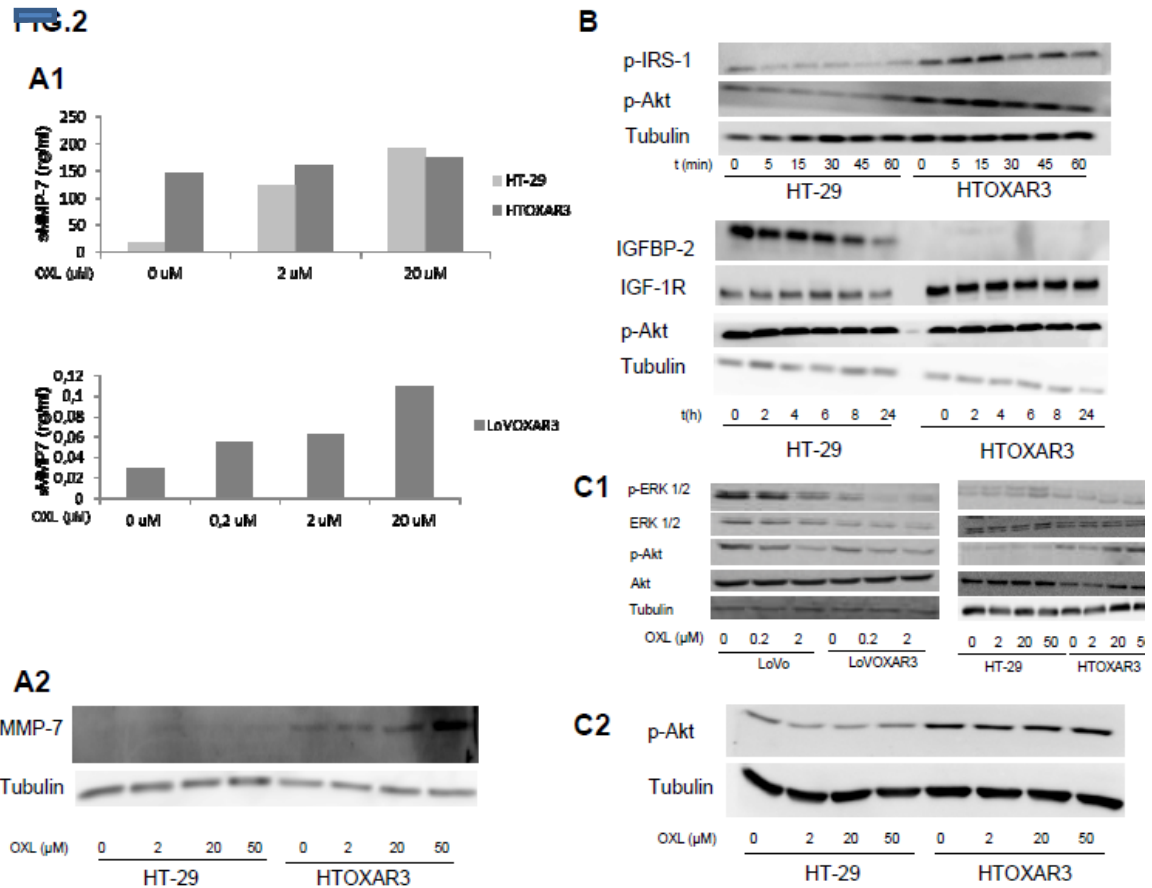 FIG.2
A1
sMMP-7 (ng/ml)
250
200
150
100
50
0
OXL (µM)
0 uM 2 uM 20 uM
HT-29
HTOXAR3
sMMP7 (ng/ml)
0,12
0,1
0,08
0,06
0,04
0,02
0
OXL (µM)
0 uM 0,2 uM 2 uM 20 uM
LoVOXAR3
A2
MMP-7
Tubulin
OXL (µM) 0 2 20 50 0 2 20 50
HT-29 HTOXAR3
B
p-IRS-1
p-Akt
Tubulin
t (min) 0 5 15 30 45 60 0 5 15 30 45 60
HT-29 HTOXAR3
IGFBP-2
IGF-1R
p-Akt
Tubulin
t(h) 0 2 4 6 8 24 0 2 4 6 8 24
HT-29 HTOXAR3
C1
p-ERK 1/2
ERK 1/2
p-Akt
Akt
Tubulin
OXL (µM) 0 0.2 2 0 0.2 2
LoVo LoVOXAR3
0 2 20 50 0 2 20
HT-29 HTOXAR3
C2
p-Akt
Tubulin
OXL (µM) 0 2 20 50 0 2 20 50
HT-29 HTOXAR3